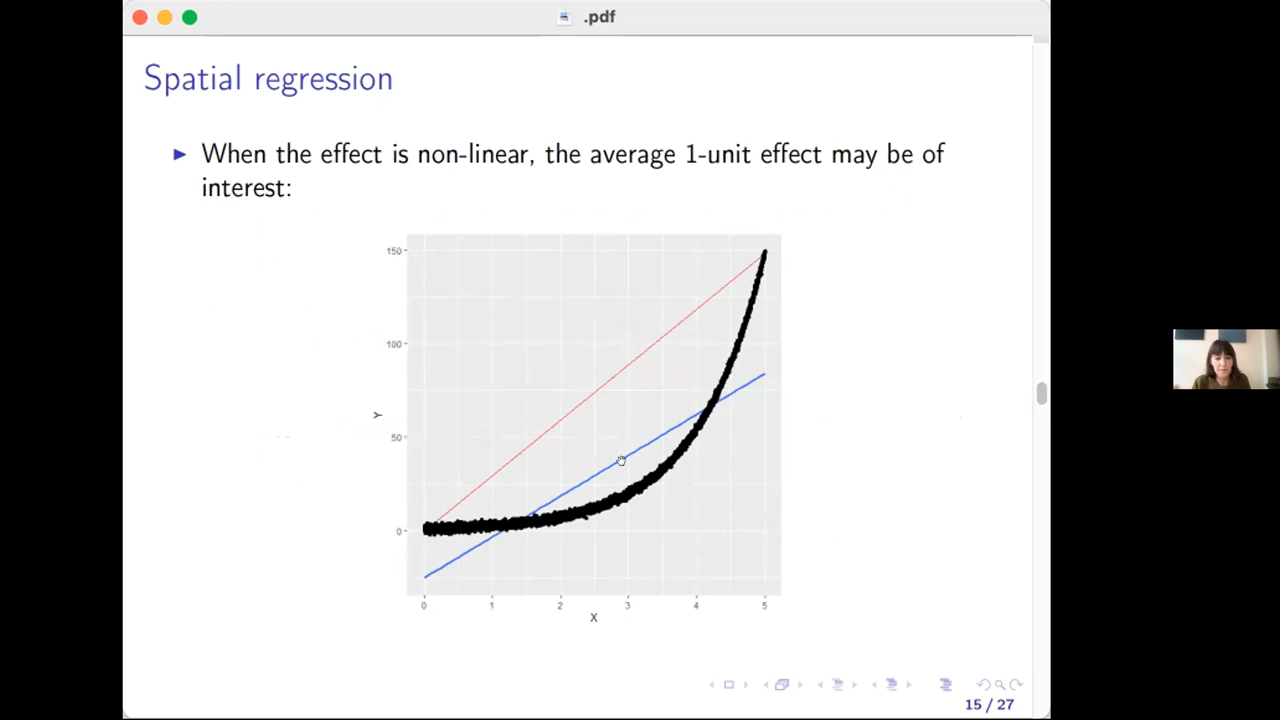 .pdf
Spatial regression
When the effect is non-linear, the average 1-unit effect may be of
interest:
150
100
50
0
Y
0 1 2 3 4 5
X
15 / 27